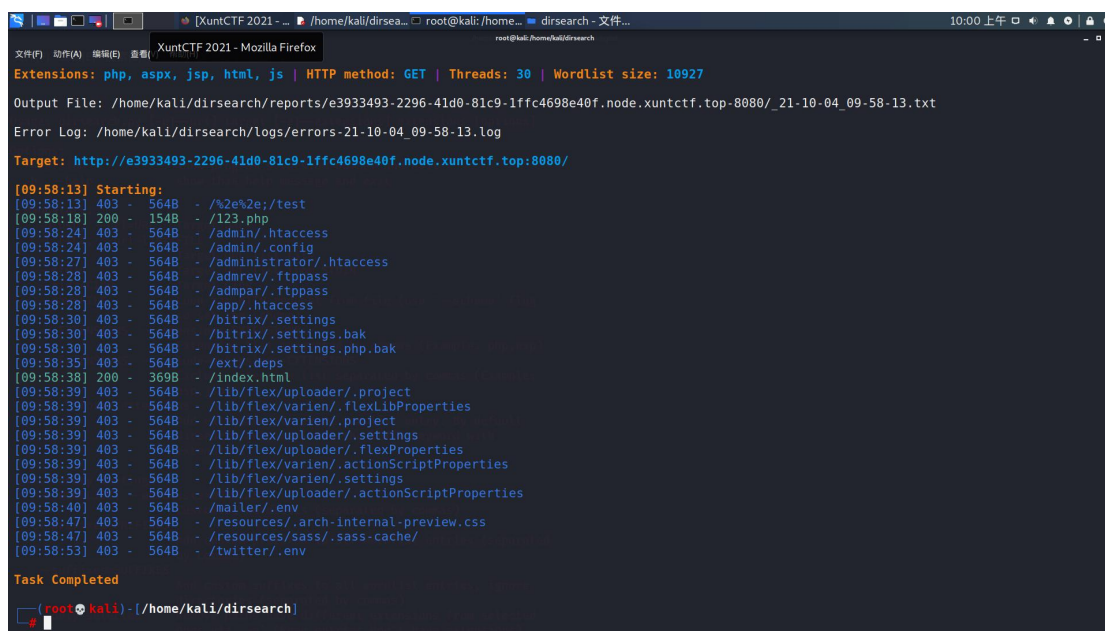 [XuntCTF 2021 - ... /home/kali/dirsea... root@kali: /home... dirsearch - 文件... 10:00 上午
root@kali:/home/kali/dirsearch
文件(F) 动作(A) 编辑(E) 查看(
XuntCTF 2021 - Mozilla Firefox
Extensions: php, aspx, jsp, html, js | HTTP method: GET | Threads: 30 | Wordlist size: 10927
Output File: /home/kali/dirsearch/reports/e3933493-2296-41d0-81c9-1ffc4698e40f.node.xuntctf.top-8080/_21-10-04_09-58-13.txt
Error Log: /home/kali/dirsearch/logs/errors-21-10-04_09-58-13.log
Target: http://e3933493-2296-41d0-81c9-1ffc4698e40f.node.xuntctf.top:8080/
[09:58:13] Starting:
[09:58:13] 403 - 564B - /%2e%2e;/test
[09:58:18] 200 - 154B - /123.php
[09:58:24] 403 - 564B - /admin/.htaccess
[09:58:24] 403 - 564B - /admin/.config
[09:58:27] 403 - 564B - /administrator/.htaccess
[09:58:28] 403 - 564B - /admrev/.ftppass
[09:58:28] 403 - 564B - /admpar/.ftppass
[09:58:28] 403 - 564B - /app/.htaccess
[09:58:30] 403 - 564B - /bitrix/.settings
[09:58:30] 403 - 564B - /bitrix/.settings.bak
[09:58:30] 403 - 564B - /bitrix/.settings.php.bak
[09:58:35] 403 - 564B - /ext/.deps
[09:58:38] 200 - 369B - /index.html
[09:58:39] 403 - 564B - /lib/flex/uploader/.project
[09:58:39] 403 - 564B - /lib/flex/varien/.flexLibProperties
[09:58:39] 403 - 564B - /lib/flex/varien/.project
[09:58:39] 403 - 564B - /lib/flex/uploader/.settings
[09:58:39] 403 - 564B - /lib/flex/uploader/.flexProperties
[09:58:39] 403 - 564B - /lib/flex/varien/.actionScriptProperties
[09:58:39] 403 - 564B - /lib/flex/varien/.settings
[09:58:39] 403 - 564B - /lib/flex/uploader/.actionScriptProperties
[09:58:40] 403 - 564B - /mailer/.env
[09:58:47] 403 - 564B - /resources/.arch-internal-preview.css
[09:58:47] 403 - 564B - /resources/sass/.sass-cache/
[09:58:53] 403 - 564B - /twitter/.env
Task Completed
(root💀kali)-[/home/kali/dirsearch]
#